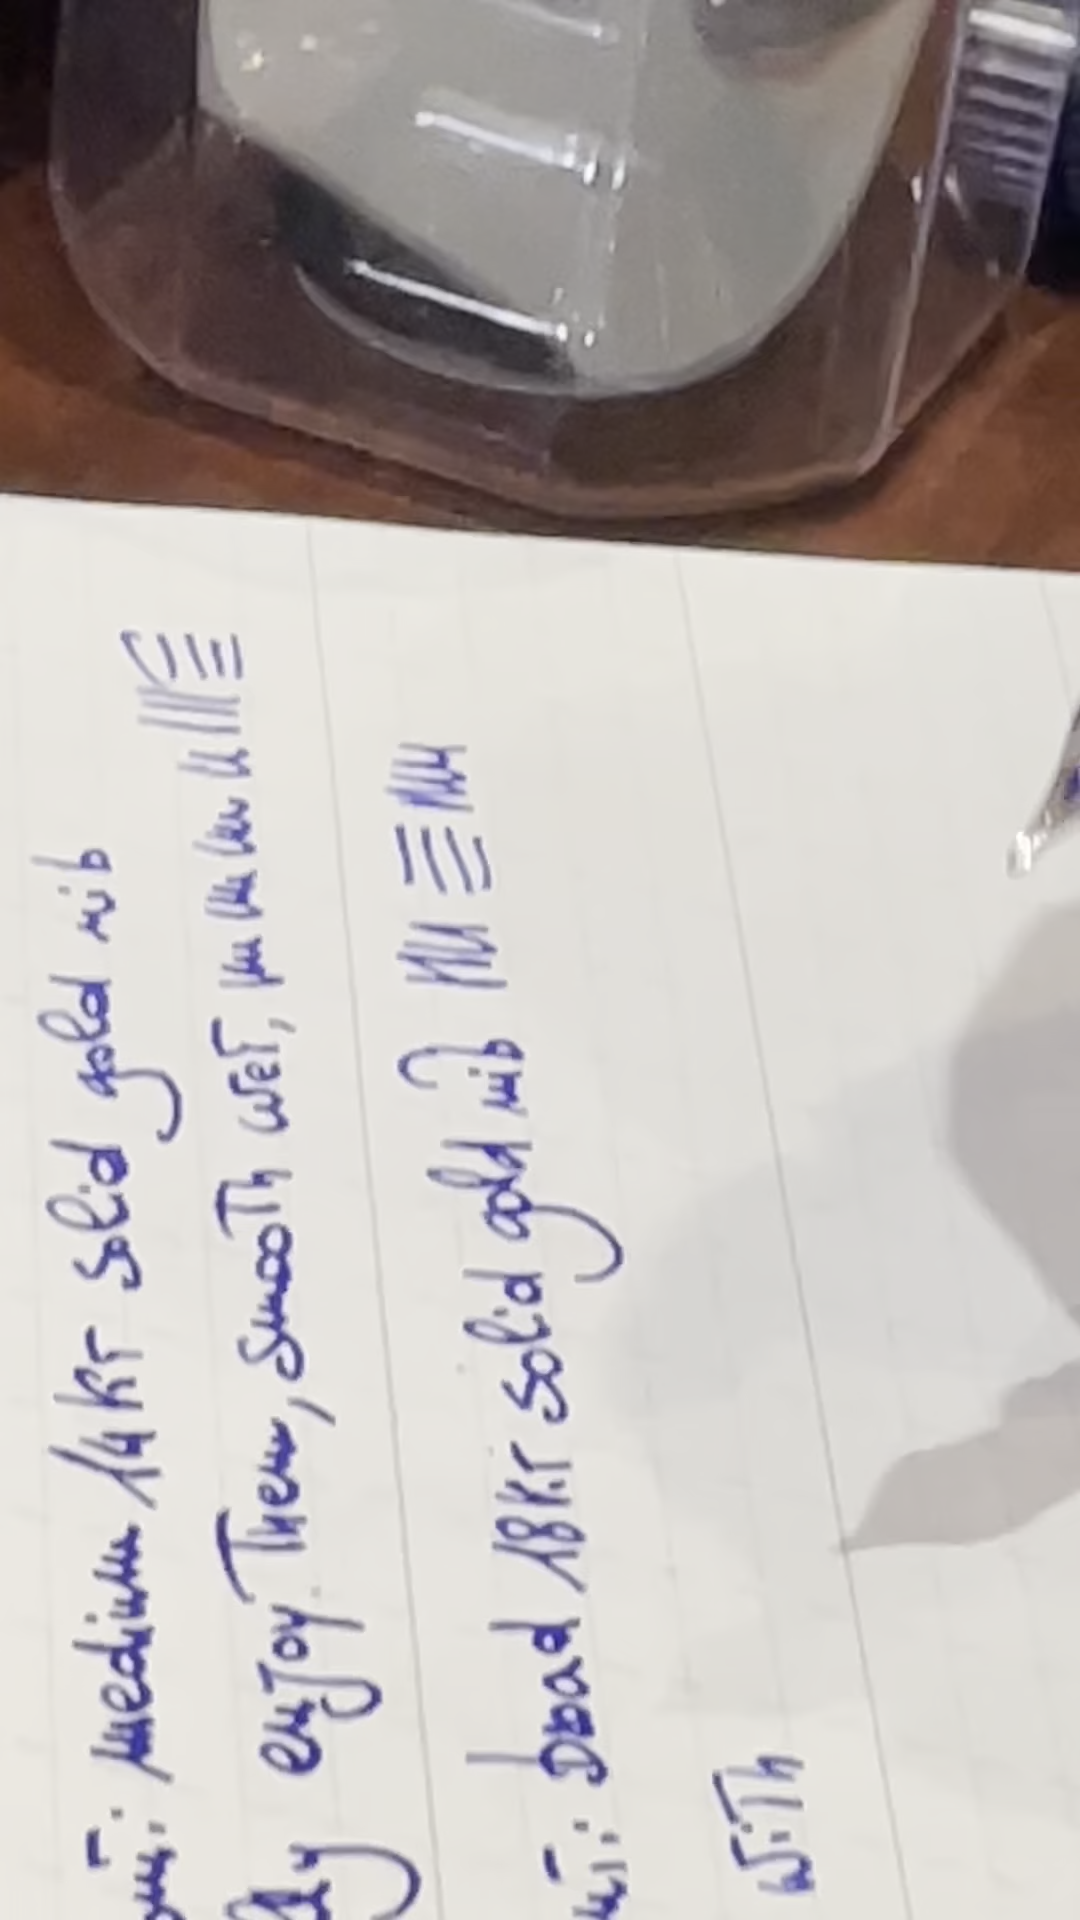 : medium 14KT solid gold nib
enjoy Them, smooTh weT,
: broad 18KT solid gold nib
wiTh